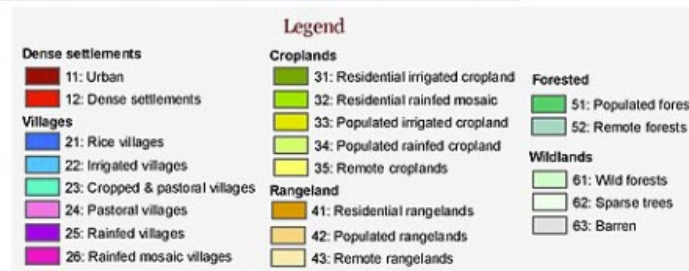 Legend
Dense settlements
11: Urban
12: Dense settlements
Villages
21: Rice villages
22: Irrigated villages
23: Cropped & pastoral villages
24: Pastoral villages
25: Rainfed villages
26: Rainfed mosaic villages
Croplands
31: Residential irrigated cropland
32: Residential rainfed mosaic
33: Populated irrigated cropland
34: Populated rainfed cropland
35: Remote croplands
Rangeland
41: Residential rangelands
42: Populated rangelands
43: Remote rangelands
Forested
51: Populated fores
52: Remote forests
Wildlands
61: Wild forests
62: Sparse trees
63: Barren